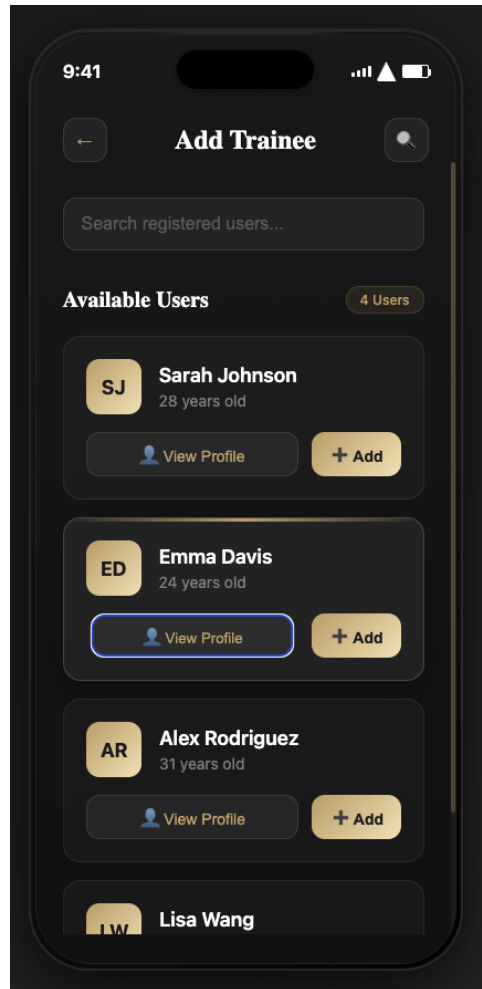 9:41
← Add Trainee
Search registered users...
Available Users 4 Users
SJ Sarah Johnson
28 years old
View Profile + Add
ED Emma Davis
24 years old
View Profile + Add
AR Alex Rodriguez
31 years old
View Profile + Add
LW Lisa Wang